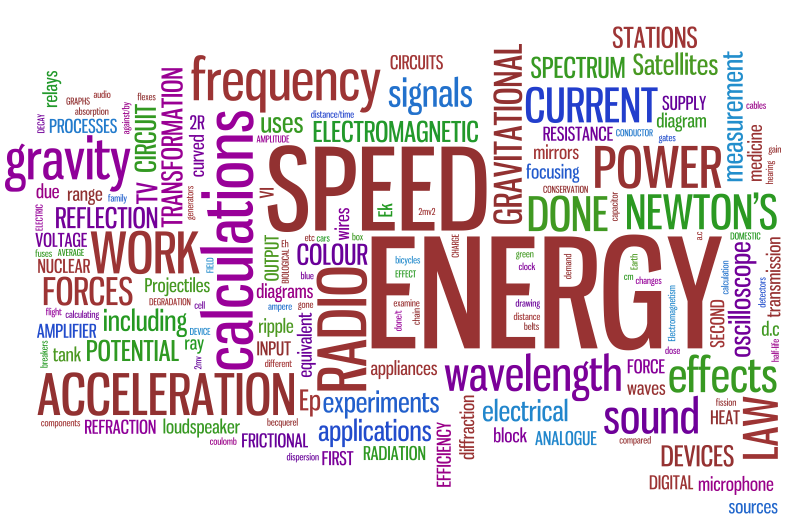 STATIONS
SPECTRUM
Satellites
CIRCUITS
frequency
signals
GRAVITATIONAL
CURRENT
SUPPLY
measurement
cables
relays
audio
GRAPHS
flexes
absorption
DECAY
PROCESSES
against/by
CIRCUIT
TRANSFORMATION
2R
curved
calculations
uses
distance/time
AMPLITUDE
ELECTROMAGNETIC
RESISTANCE
CONDUCTOR
diagram
gates
medicine
gain
hearing
gravity
TV
mirrors
focusing
POWER
CONSERVATION
due
range
family
generators
VI
SPEED
Ek
2mv2
wires
DONE
capacitor
NEWTON'S
ELECTRIC
REFLECTION
VOLTAGE
fuses
AVERAGE
WORK
FIELD
OUTPUT
Eh
BIOLOGICAL
etc
cars
box
COLOUR
CHARGE
a.c
DOMESTIC
NUCLEAR
blue
bicycles
EFFECT
ENERGY
green
clock
demand
Earth
cm
changes
calculation
oscilloscope
detectors
transmission
FORCES
Projectiles
DEGRADATION
cell
diagrams
ampere
gone
RADIO
examine
chain
done/t
drawing
distance
belts
Electromagnetism
SECOND
d.c
half-life
flight
calculating
AMPLIFIER
including
DEVICE
ripple
equivalent
INPUT
different
breakers
tank
POTENTIAL
ray
2mv
dose
appliances
wavelength
FORCE
waves
effects
ACCELERATION
Ep
experiments
diffraction
electrical
sound
fission
HEAT
LAW
components
REFRACTION
loudspeaker
becquerel
coulomb
FRICTIONAL
applications
EFFICIENCY
block
ANALOGUE
compared
dispersion
FIRST
RADIATION
DEVICES
DIGITAL
microphone
sources